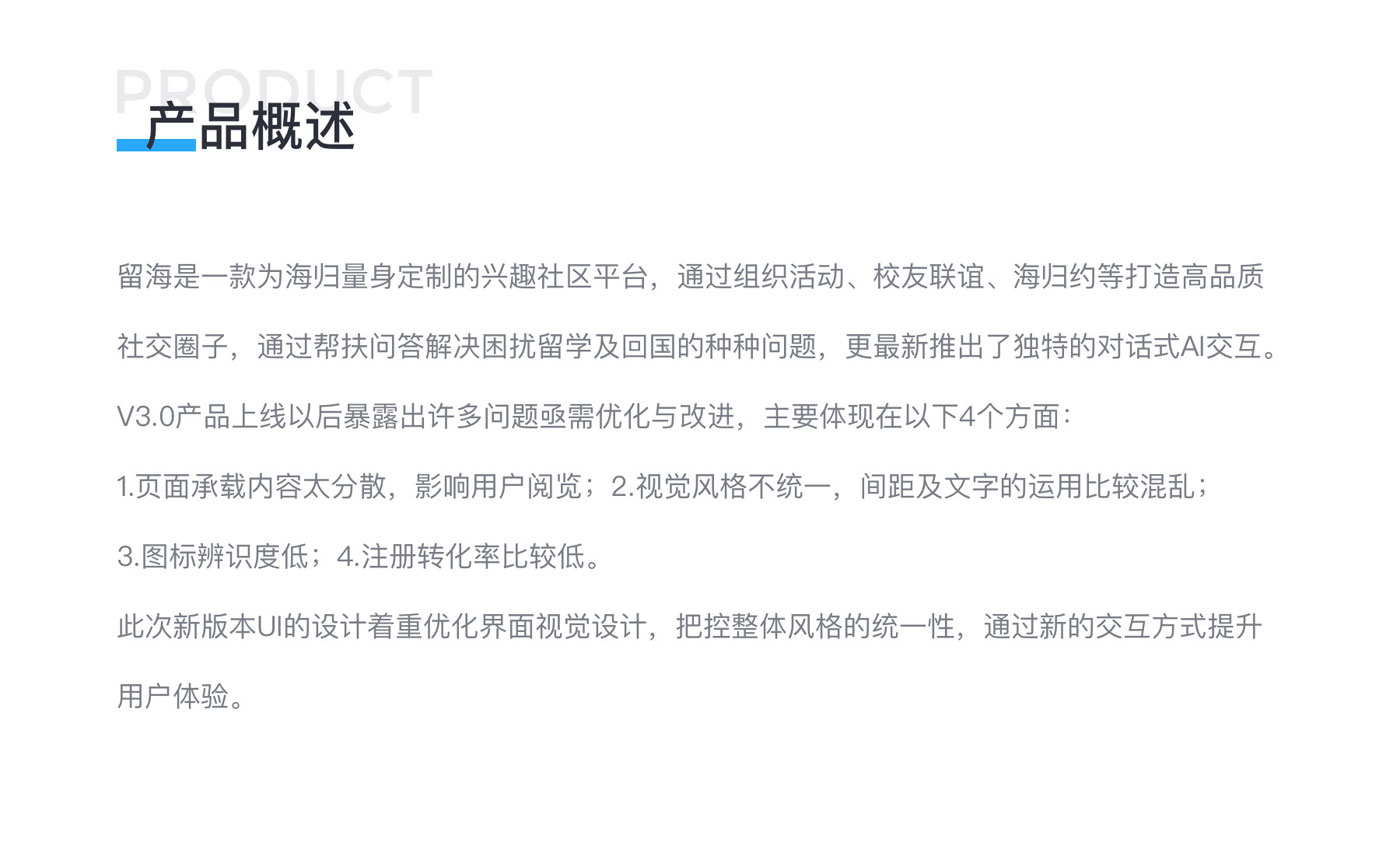 PRODUCT
产品概述
留海是一款为海归量身定制的兴趣社区平台，通过组织活动、校友联谊、海归约等打造高品质
社交圈子，通过帮扶问答解决困扰留学及回国的种种问题，更最新推出了独特的对话式AI交互。
V3.0产品上线以后暴露出许多问题亟需优化与改进，主要体现在以下4个方面：
1.页面承载内容太分散，影响用户阅览；2.视觉风格不统一，间距及文字的运用比较混乱；
3.图标辨识度低；4.注册转化率比较低。
此次新版本UI的设计着重优化界面视觉设计，把控整体风格的统一性，通过新的交互方式提升
用户体验。